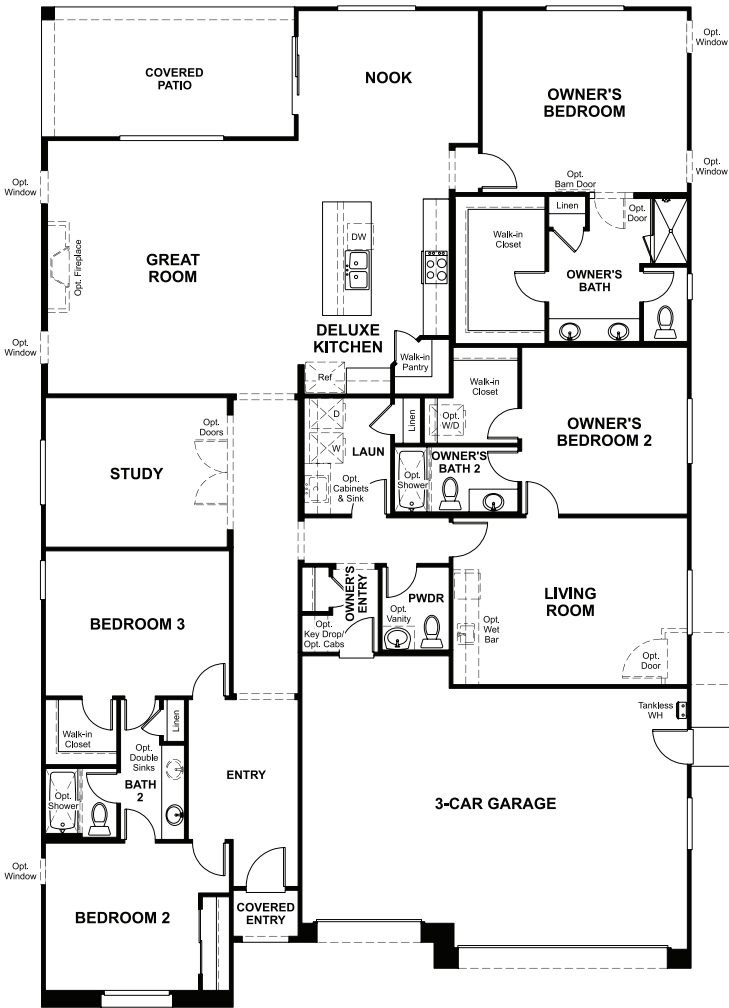 COVERED
PATIO
NOOK
OWNER'S
BEDROOM
Opt.
Window
Opt.
Window
Opt.
Window
Opt.
Barn Door
Linen
Opt.
Door
Walk-in
Closet
OWNER'S
BATH
DW
GREAT
ROOM
Opt. Fireplace
Opt.
Window
DELUXE
KITCHEN
Walk-in
Pantry
Ref
Walk-in
Closet
D
W
Linen
Opt.
W/D
OWNER'S
BEDROOM 2
Opt.
Doors
STUDY
LAUN
Opt.
Cabinets
& Sink
OWNER'S
BATH 2
Opt.
Shower
OWNER'S
ENTRY
PWDR
Opt.
Vanity
Opt.
Key Drop/
Opt. Cabs
LIVING
ROOM
Opt.
Wet
Bar
Opt.
Door
BEDROOM 3
Linen
Walk-in
Closet
Opt.
Double
Sinks
BATH
2
Opt.
Shower
ENTRY
Tankless
WH
3-CAR GARAGE
Opt.
Window
BEDROOM 2
COVERED
ENTRY